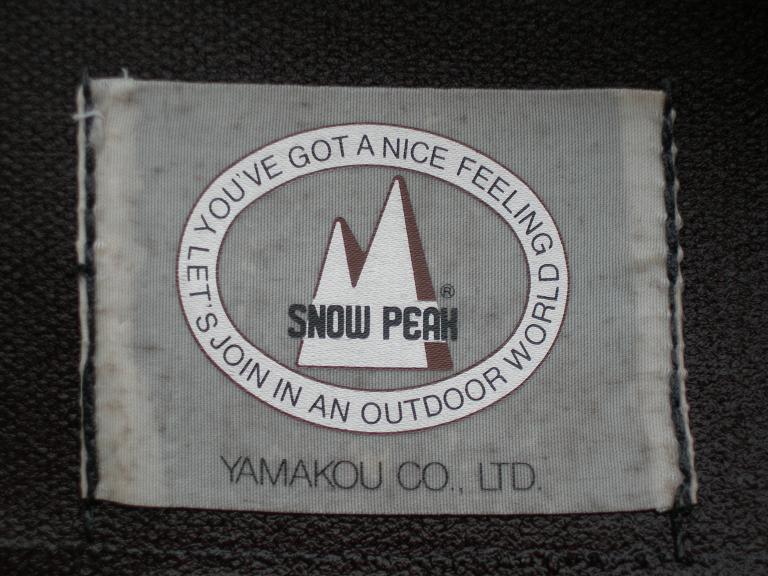 YOU'VE GOT A NICE FEELING
LET'S JOIN IN AN OUTDOOR WORLD
®
SNOW PEAK
YAMAKOU CO., LTD.